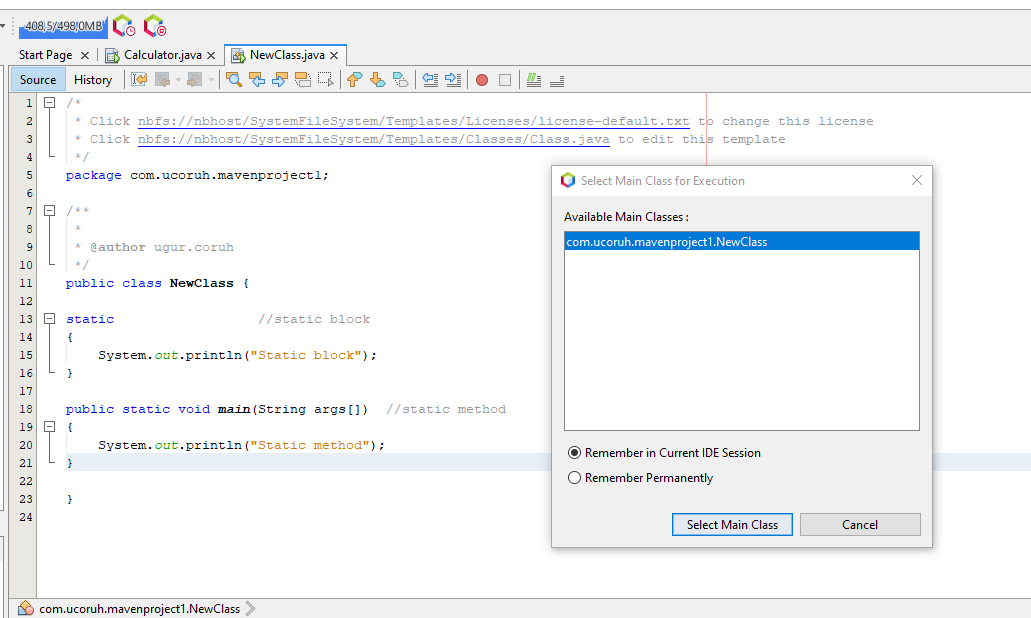 408,5/498,0MB
Start Page
Calculator.java
NewClass.java
Source History
1 /*
2  * Click nbfs://nbhost/SystemFileSystem/Templates/Licenses/license-default.txt to change this license
3  * Click nbfs://nbhost/SystemFileSystem/Templates/Classes/Class.java to edit this template
4  */
5 package com.ucoruh.mavenproject1;
6
7 /**
8  *
9  * @author ugur.coruh
10  */
11 public class NewClass {
12
13 static                  //static block
14 {
15     System.out.println("Static block");
16 }
17
18 public static void main(String args[])  //static method
19 {
20     System.out.println("Static method");
21 }
22
23 }
24
Select Main Class for Execution
Available Main Classes :
com.ucoruh.mavenproject1.NewClass
Remember in Current IDE Session
Remember Permanently
Select Main Class
Cancel
com.ucoruh.mavenproject1.NewClass